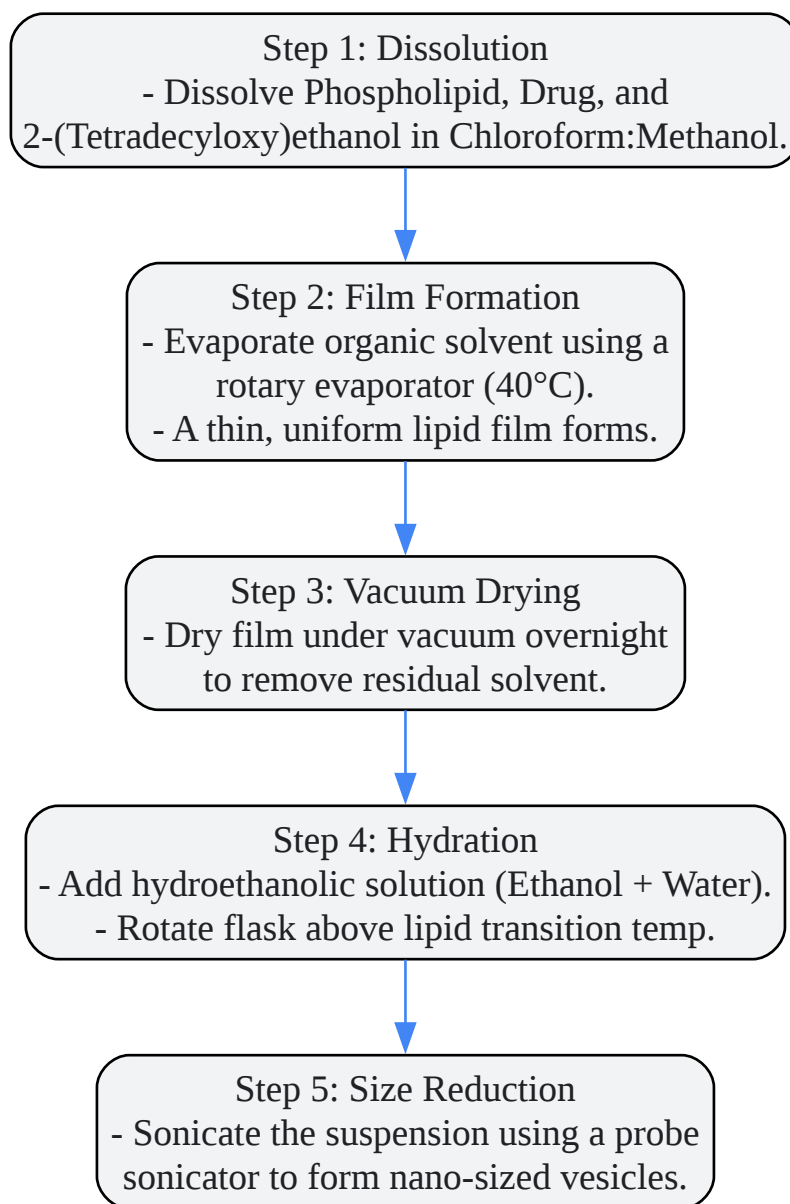 Step 1: Dissolution
- Dissolve Phospholipid, Drug, and
2-(Tetradecyloxy)ethanol in Chloroform:Methanol.
Step 2: Film Formation
- Evaporate organic solvent using a
rotary evaporator (40°C).
- A thin, uniform lipid film forms.
Step 3: Vacuum Drying
- Dry film under vacuum overnight
to remove residual solvent.
Step 4: Hydration
- Add hydroethanolic solution (Ethanol + Water).
- Rotate flask above lipid transition temp.
Step 5: Size Reduction
- Sonicate the suspension using a probe
sonicator to form nano-sized vesicles.